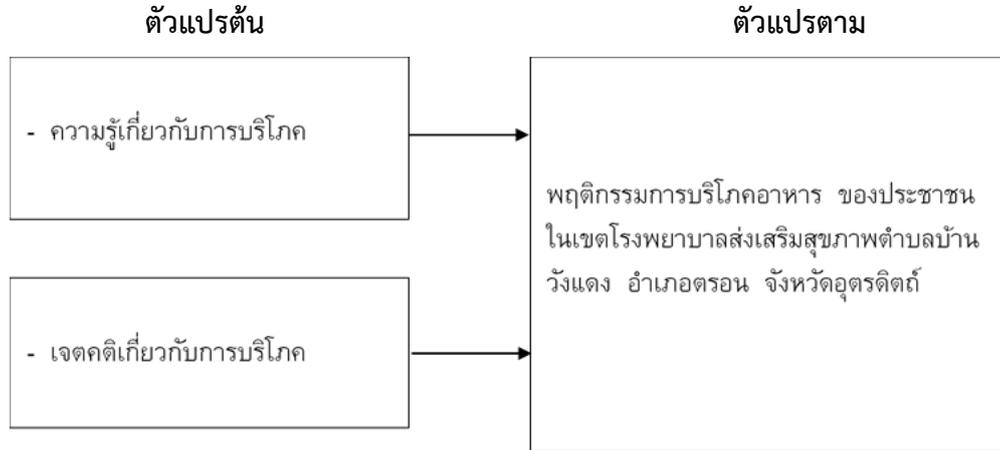 ตัวแปรต้น
ตัวแปรตาม
- ความรู้เกี่ยวกับการบริโภค
- เจตคติเกี่ยวกับการบริโภค
พฤติกรรมการบริโภคอาหาร ของประชาชน
ในเขตโรงพยาบาลส่งเสริมสุขภาพตำบลบ้าน
วังแดง อำเภอตรอน จังหวัดอุตรดิตถ์